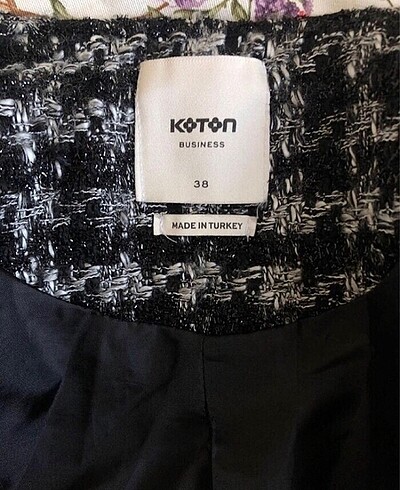 KOTON
BUSINESS
38
MADE IN TURKEY